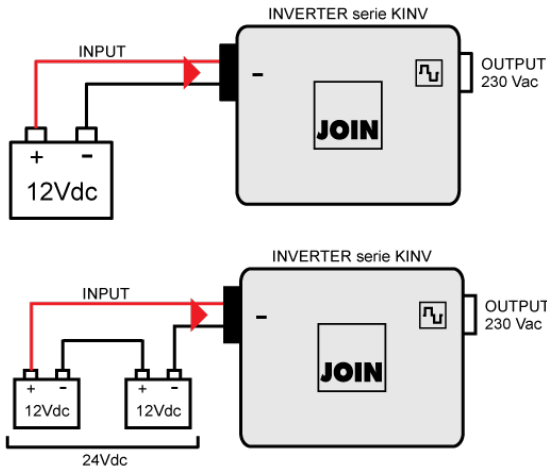 INVERTER serie KINV
INPUT
OUTPUT
230 Vac
-
JOIN
+ -
12Vdc
INVERTER serie KINV
INPUT
OUTPUT
230 Vac
-
JOIN
+ - + -
12Vdc 12Vdc
24Vdc